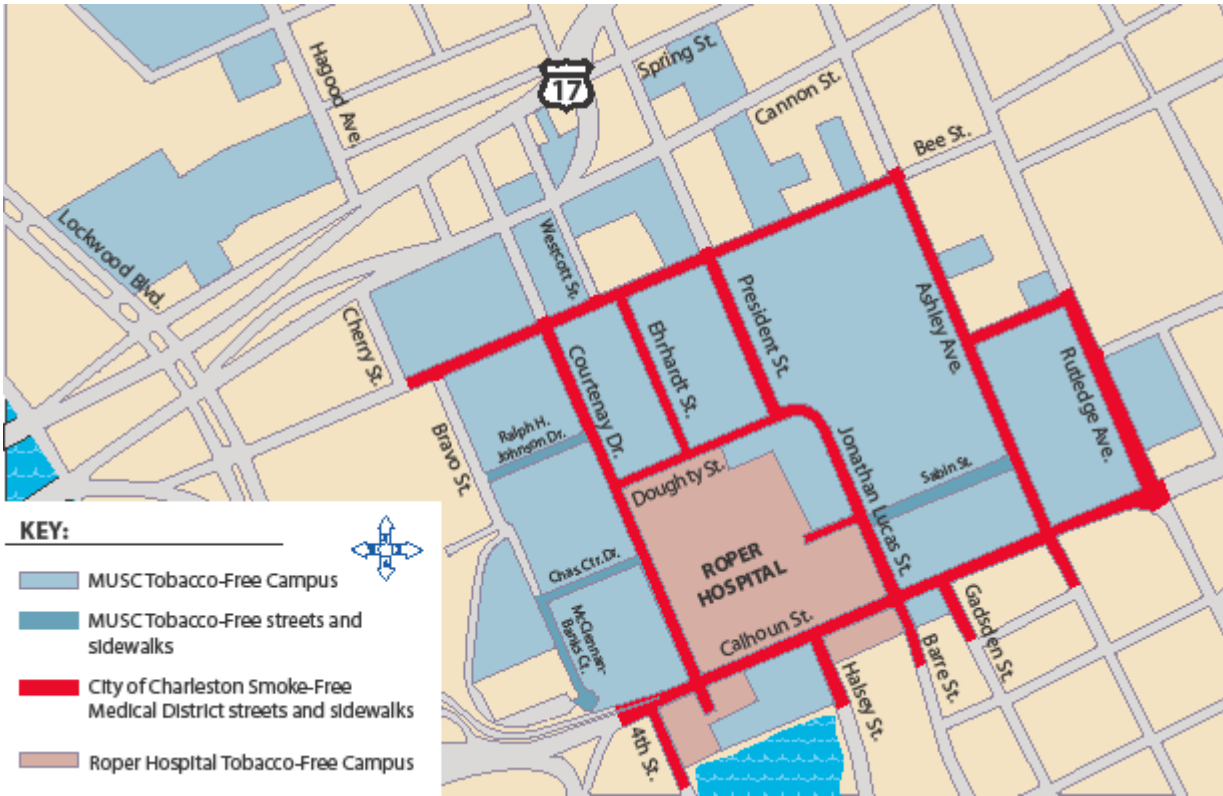 Hagood Ave.
17
Spring St.
Cannon St.
Bee St.
Lockwood Blvd.
Westcott St.
Cherry St.
Courtenay Dr.
Ehrhardt St.
President St.
Ashley Ave.
Rutledge Ave.
Bravo St.
Ralph H.
Johnson Dr.
Doughty St.
Jonathan Lucas St.
Sabin St.
Chas. Ctr. Dr.
McClennan-
Banks Ct.
ROPER
HOSPITAL
Calhoun St.
Halsey St.
Barre St.
Gadsden St.
4th St.
KEY:
MUSC Tobacco-Free Campus
MUSC Tobacco-Free streets and
sidewalks
City of Charleston Smoke-Free
Medical District streets and sidewalks
Roper Hospital Tobacco-Free Campus